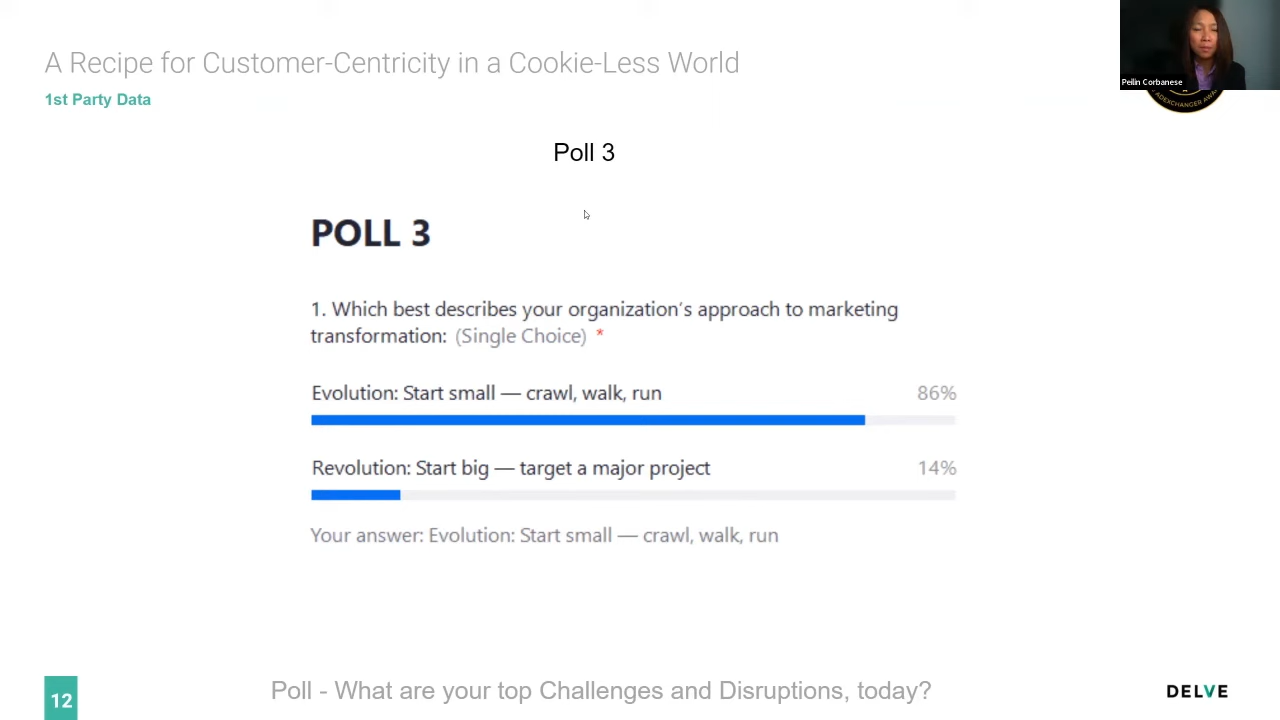 A Recipe for Customer-Centricity in a Cookie-Less World
Peilin Corbanese
1st Party Data
ADEXCHANGER AWA
Poll 3
POLL 3
1. Which best describes your organization's approach to marketing
transformation: (Single Choice) *
Evolution: Start small — crawl, walk, run 86%
Revolution: Start big — target a major project 14%
Your answer: Evolution: Start small — crawl, walk, run
12
Poll - What are your top Challenges and Disruptions, today?
DELVE